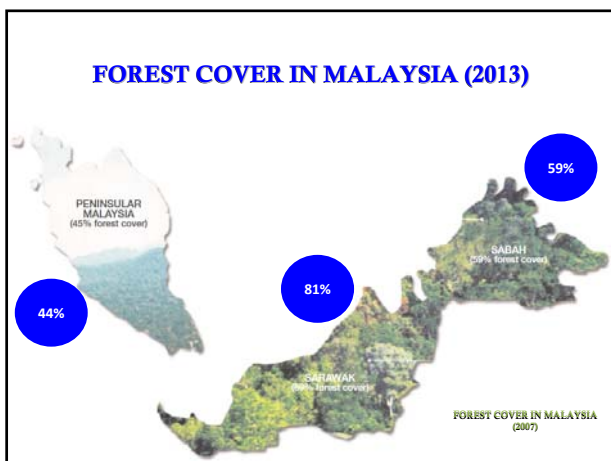 FOREST COVER IN MALAYSIA (2013)
59%
PENINSULAR
MALAYSIA
(45% forest cover)
SABAH
(59% forest cover)
81%
44%
SARAWAK
forest cover)
FOREST COVER IN MALAYSIA
(2007)